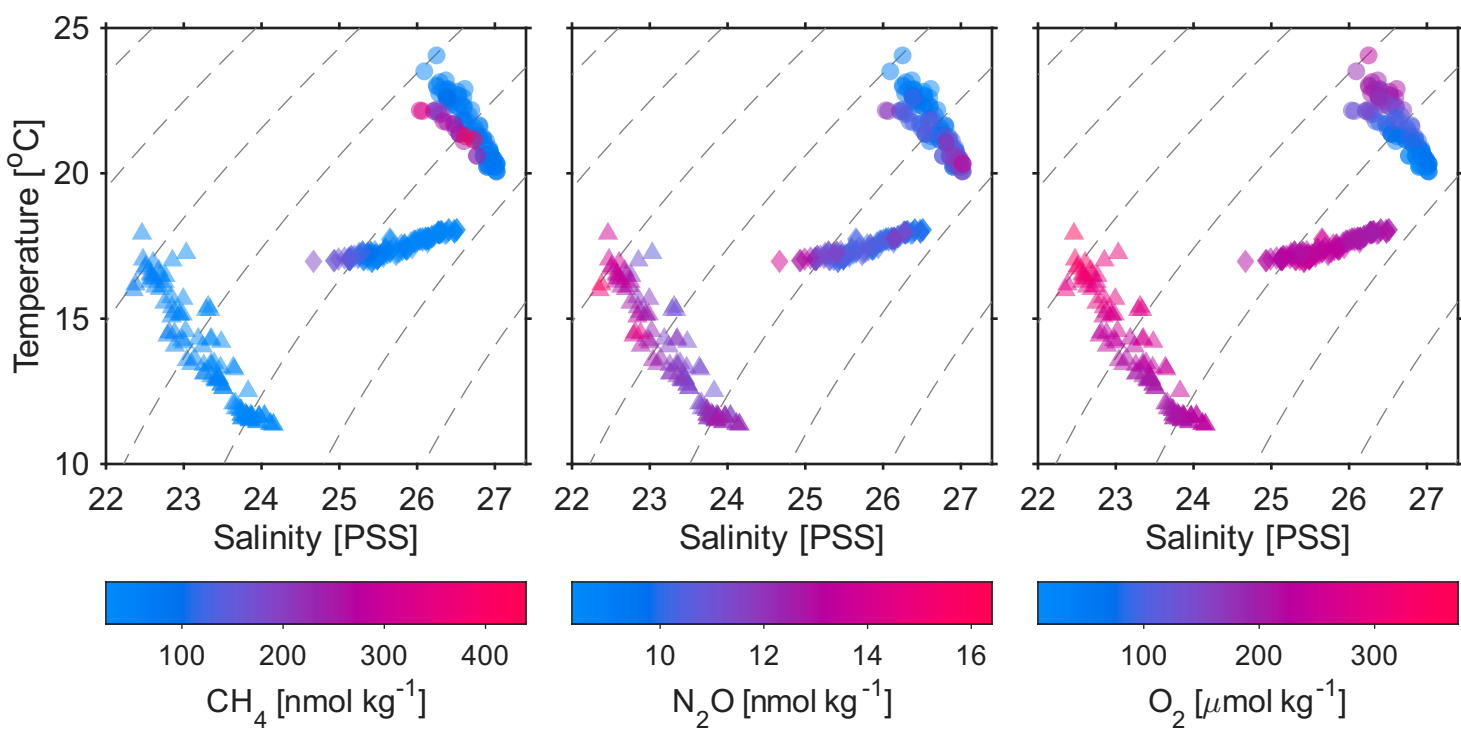 25
20
15
10
Temperature [°C]
22 23 24 25 26 27
22 23 24 25 26 27
22 23 24 25 26 27
Salinity [PSS]
Salinity [PSS]
Salinity [PSS]
100 200 300 400
10 12 14 16
100 200 300
CH₄ [nmol kg⁻¹]
N₂O [nmol kg⁻¹]
O₂ [μmol kg⁻¹]